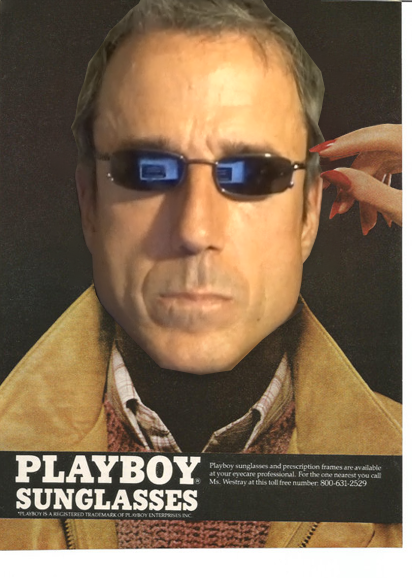 PLAYBOY®
SUNGLASSES
*PLAYBOY IS A REGISTERED TRADEMARK OF PLAYBOY ENTERPRISES INC
Playboy sunglasses and prescription frames are available
at your eyecare professional. For the one nearest you call
Ms. Westray at this toll free number: 800-631-2529